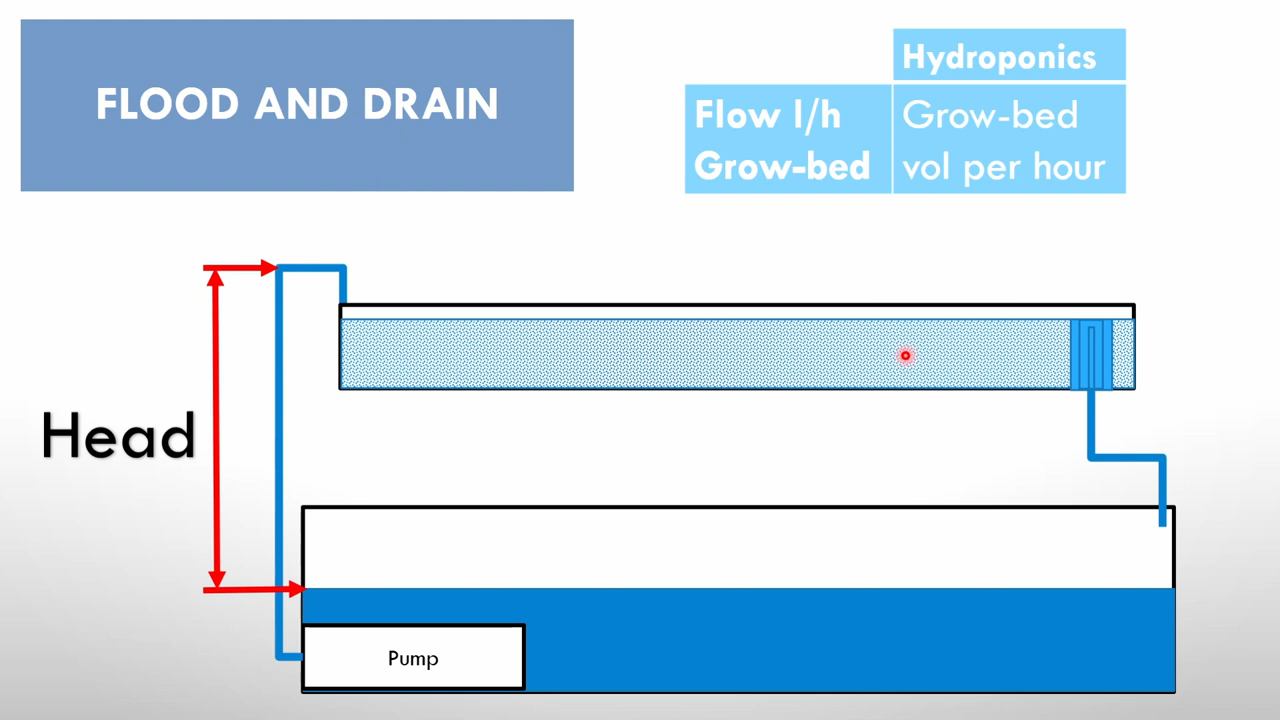 FLOOD AND DRAIN
Hydroponics
Flow l/h
Grow-bed
Grow-bed
vol per hour
Head
Pump